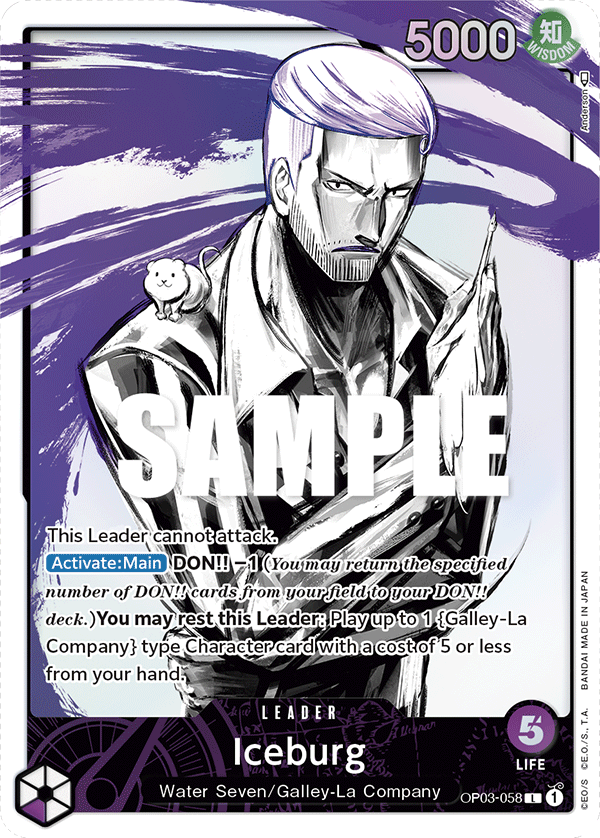 5000
知
WISDOM
Anderson
SAMPLE
This Leader cannot attack.
Activate:Main DON!! −1 (You may return the specified
number of DON!! cards from your field to your DON!!
deck.)You may rest this Leader: Play up to 1 {Galley-La
Company} type Character card with a cost of 5 or less
from your hand.
LEADER
Iceburg
Water Seven/Galley-La Company
5
LIFE
OP03-058 L 1
©EO/S ©E.O./S., T.A. BANDAI MADE IN JAPAN